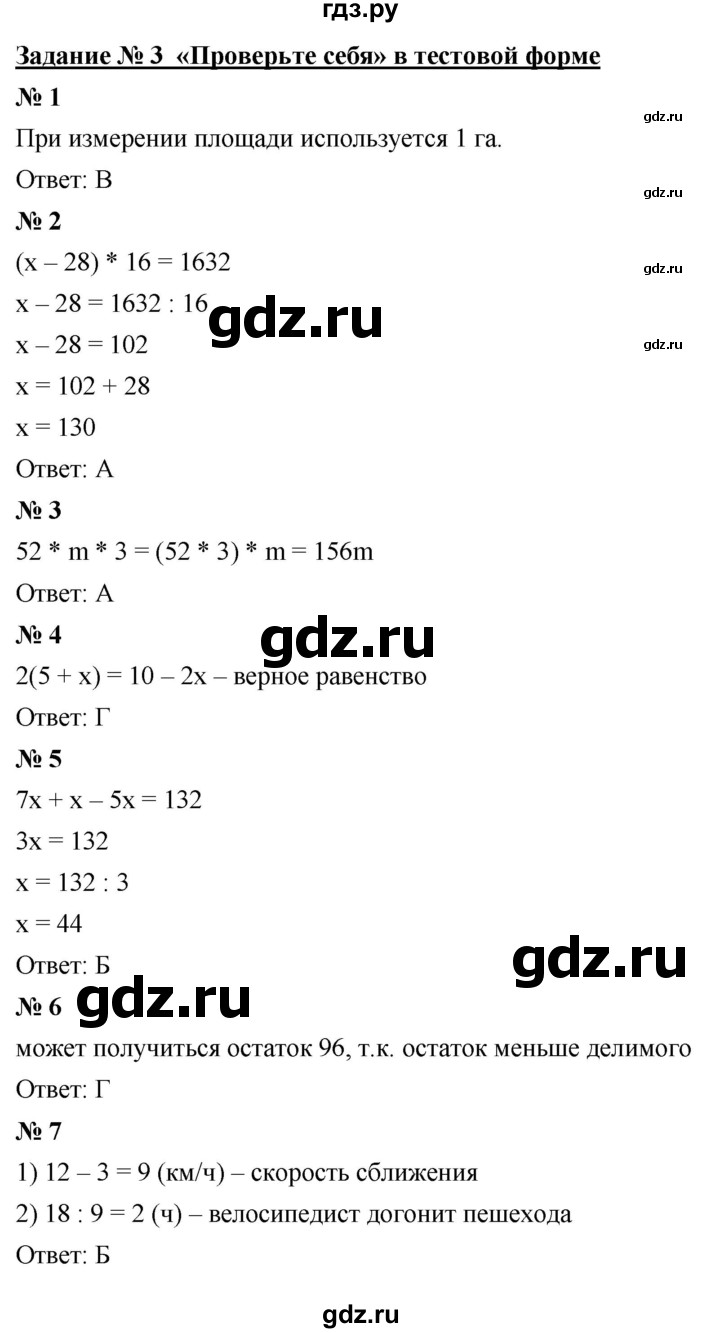 гдз.ру
Задание № 3 «Проверьте себя» в тестовой форме
№ 1
gdz.ru
При измерении площади используется 1 га.
Ответ: В
gdz.ru
№ 2
(x – 28) * 16 = 1632
gdz.ru
x – 28 = 1632 : 16
gdz.ru
x – 28 = 102
gdz.ru
x = 102 + 28
x = 130
Ответ: А
№ 3
52 * m * 3 = (52 * 3) * m = 156m
Ответ: А
№ 4
gdz.ru
2(5 + x) = 10 – 2x – верное равенство
Ответ: Г
№ 5
7x + x – 5x = 132
3x = 132
x = 132 : 3
x = 44
Ответ: Б
gdz.ru
№ 6
gdz.ru
может получиться остаток 96, т.к. остаток меньше делимого
Ответ: Г
№ 7
1) 12 – 3 = 9 (км/ч) – скорость сближения
2) 18 : 9 = 2 (ч) – велосипедист догонит пешехода
Ответ: Б
gdz.ru